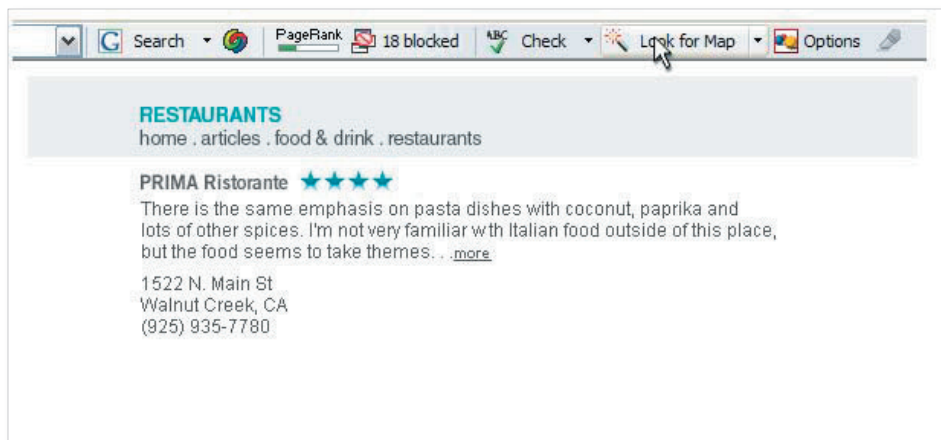 G Search PageRank 18 blocked ABC Check Look for Map Options
RESTAURANTS
home . articles . food & drink . restaurants
PRIMA Ristorante
There is the same emphasis on pasta dishes with coconut, paprika and
lots of other spices. I'm not very familiar wth Italian food outside of this place,
but the food seems to take themes. . .more
1522 N. Main St
Walnut Creek, CA
(925) 935-7780